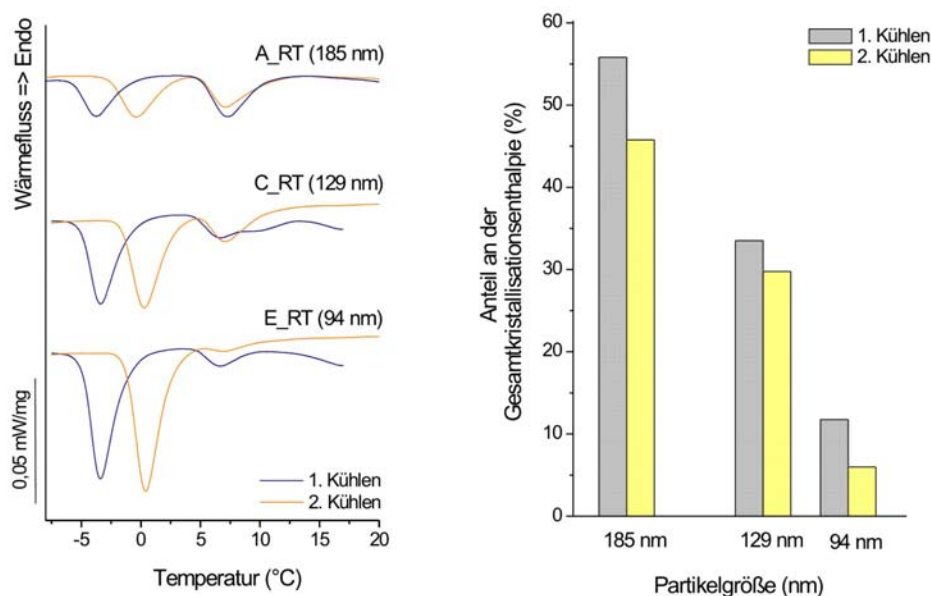 Wärmefluss => Endo
A_RT (185 nm)
C_RT (129 nm)
E_RT (94 nm)
0,05 mW/mg
1. Kühlen
2. Kühlen
-5 0 5 10 15 20
Temperatur (°C)
Anteil an der
Gesamtkristallisationsenthalpie (%)
60
50
40
30
20
10
0
1. Kühlen
2. Kühlen
185 nm 129 nm 94 nm
Partikelgröße (nm)